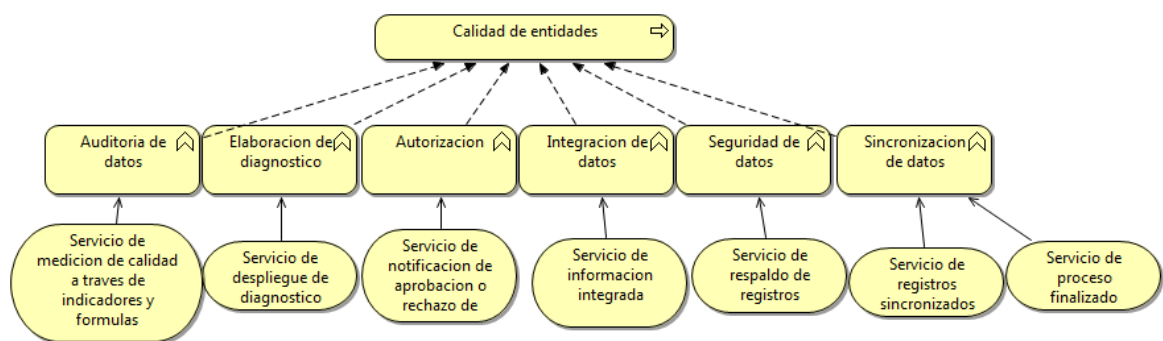 Calidad de entidades
Auditoria de
datos
Elaboracion de
diagnostico
Autorizacion
Integracion de
datos
Seguridad de
datos
Sincronizacion
de datos
Servicio de
medicion de calidad
a traves de
indicadores y
formulas
Servicio de
despliegue de
diagnostico
Servicio de
notificacion de
aprobacion o
rechazo de
Servicio de
informacion
integrada
Servicio de
respaldo de
registros
Servicio de
registros
sincronizados
Servicio de
proceso
finalizado